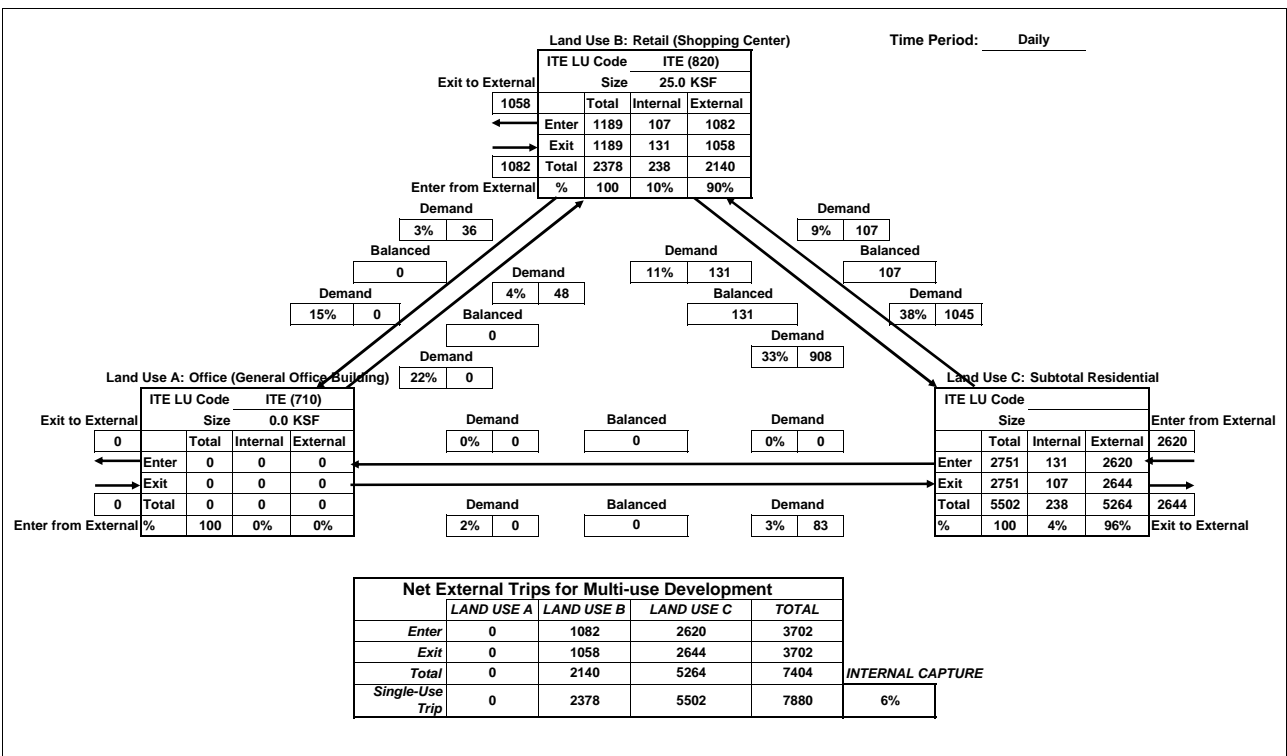 Land Use B: Retail (Shopping Center)
Time Period: Daily
ITE LU Code ITE (820)
Exit to External Size 25.0 KSF
1058 Total Internal External
Enter 1189 107 1082
Exit 1189 131 1058
1082 Total 2378 238 2140
Enter from External % 100 10% 90%
Demand
3% 36
Balanced
0
Demand
15% 0
Demand
4% 48
Balanced
0
Demand
22% 0
Demand
11% 131
Balanced
131
Demand
33% 908
Demand
9% 107
Balanced
107
Demand
38% 1045
Land Use A: Office (General Office Building)
ITE LU Code ITE (710)
Exit to External Size 0.0 KSF
0 Total Internal External
Enter 0 0 0
Exit 0 0 0
0 Total 0 0 0
Enter from External % 100 0% 0%
Demand Balanced Demand
0% 0 0 0% 0
Demand Balanced Demand
2% 0 0 3% 83
Land Use C: Subtotal Residential
ITE LU Code
Size Enter from External
Total Internal External 2620
Enter 2751 131 2620
Exit 2751 107 2644
Total 5502 238 5264 2644
% 100 4% 96% Exit to External
Net External Trips for Multi-use Development
LAND USE A LAND USE B LAND USE C TOTAL
Enter 0 1082 2620 3702
Exit 0 1058 2644 3702
Total 0 2140 5264 7404 INTERNAL CAPTURE
Single-Use Trip 0 2378 5502 7880 6%